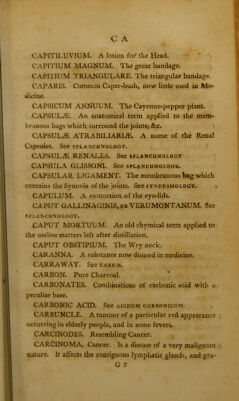 C A
CAPITILUVIUM. A lotion for the Head.
CAPITIUM MAGNUM. The great bandage.
CAPITIUM TRIANGULARE. The triangular bandage.
CAPARIS. Common Caper-bush, now little used in Me-
dicine.
CAPSICUM ANNUUM. The Cayenne-pepper plant.
CAPSULÆ. An anatomical term applied to the mem-
branous bags which surround the joints, &c.
CAPSULÆ ATRABILIARIÆ. A name of the Renal
Capsules. See SPLANCHNOLOGY.
CAPSULÆ RENALES. See SPLANCHNOLOGY
CAPSULA GLISSONI. See SPLANCHNOLOGY.
CAPSULAR LIGAMENT. The membranous bag which
contains the Synovia of the joints. See SYNDESMOLOGY.
CAPULUM. A contortion of the eye-lids.
CAPUT GALLINAGINIS, OR VERUMONTANUM. See
SPLANCHNOLOGY.
CAPUT MORTUUM. An old chymical term applied to
the useless matters left after distillation.
CAPUT OBSTIPIUM. The Wry neck.
CARANNA. A substance now disused in medicine.
CARRAWAY. See CARUM.
CARBON. Pure Charcoal.
CARBONATES. Combinations of carbonic acid with a
peculiar base.
CARBONIC ACID. See ACIDUM CARBONICUM.
CARBUNCLE. A tumour of a particular red appearance
occurring in elderly people, and in some fevers.
CARCINODES. Resembling Cancer.
CARCINOMA, Cancer. Is a disease of a very malignant
nature. It affects the contiguous lymphatic glands, and gra-
G 2